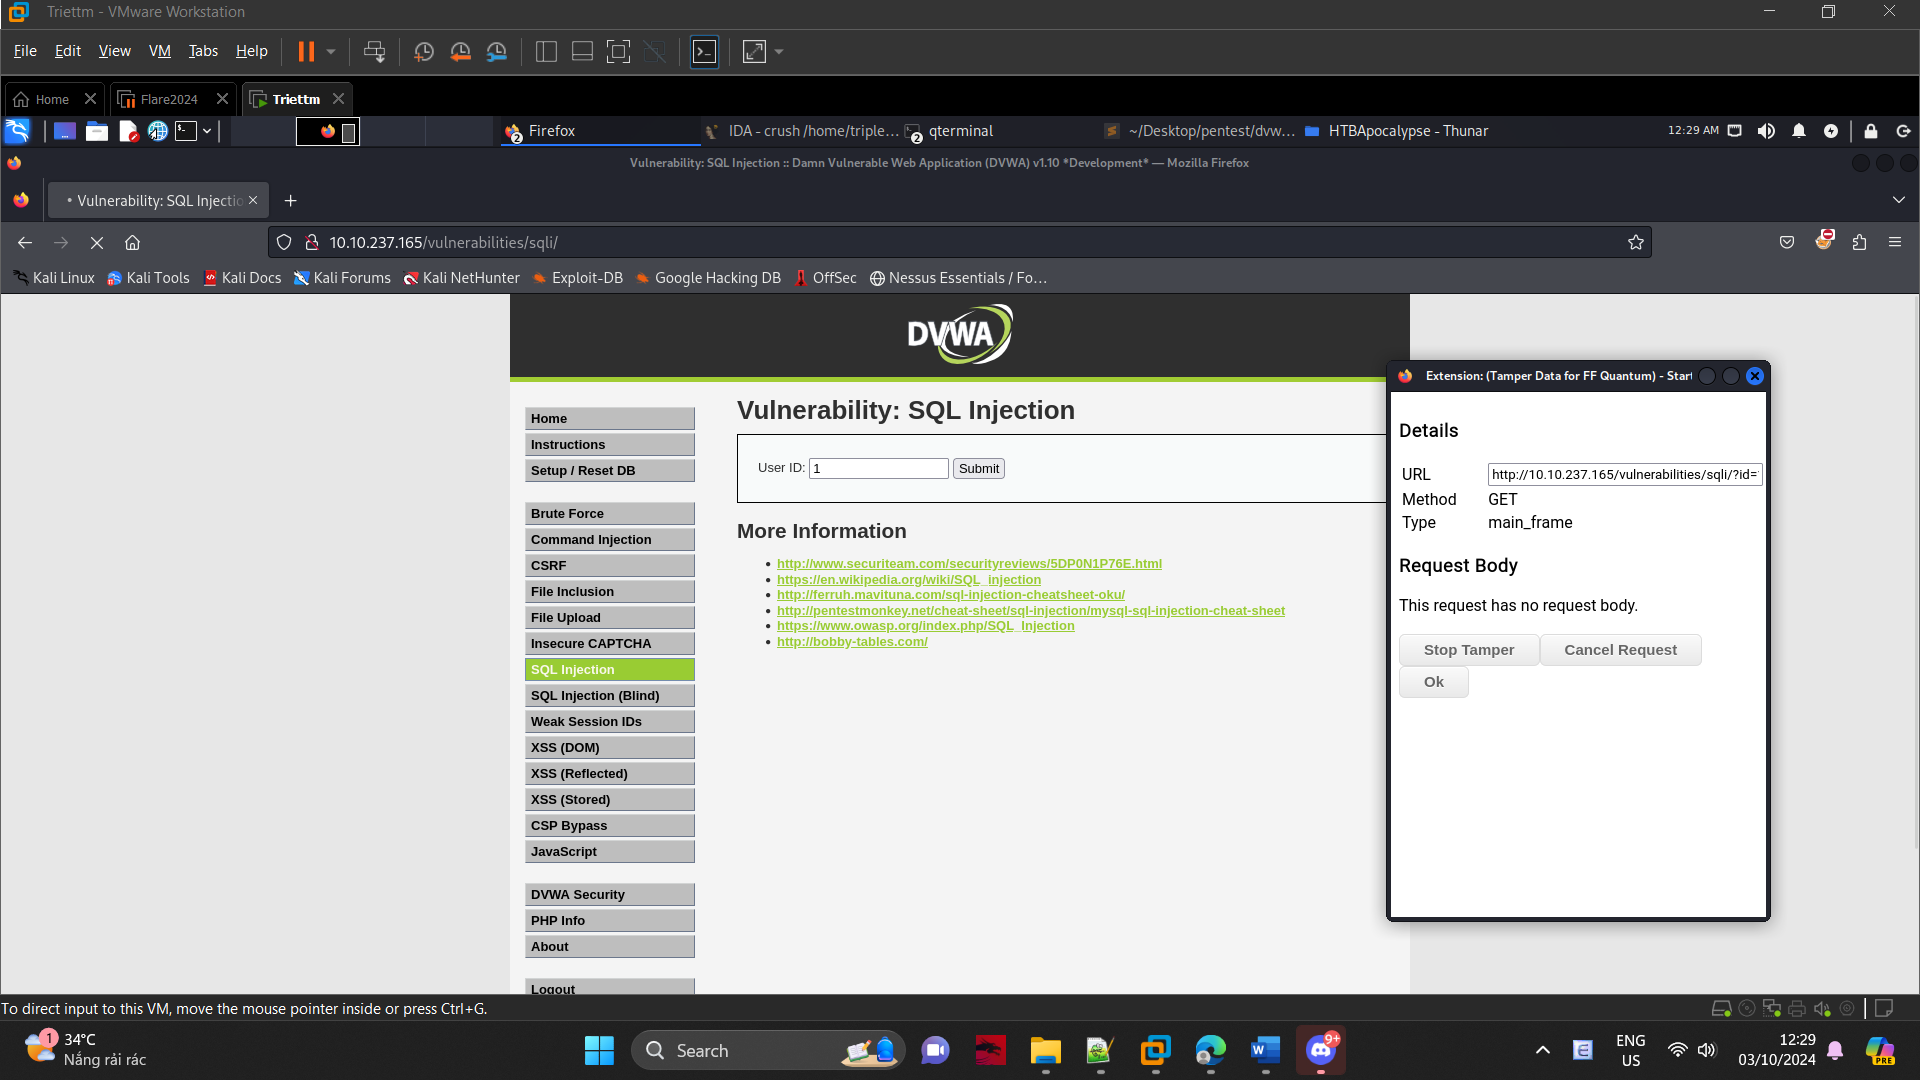 Triettm - VMware Workstation
File Edit View VM Tabs Help
Home Flare2024 Triettm
Firefox IDA - crush /home/triple... qterminal ~/Desktop/pentest/dvw... HTBApocalypse - Thunar 12:29 AM
2 2
Vulnerability: SQL Injection :: Damn Vulnerable Web Application (DVWA) v1.10 *Development* — Mozilla Firefox
Vulnerability: SQL Injectio
10.10.237.165/vulnerabilities/sqli/
Kali Linux Kali Tools Kali Docs Kali Forums Kali NetHunter Exploit-DB Google Hacking DB OffSec Nessus Essentials / Fo...
DVWA
Home
Instructions
Setup / Reset DB
Brute Force
Command Injection
CSRF
File Inclusion
File Upload
Insecure CAPTCHA
SQL Injection
SQL Injection (Blind)
Weak Session IDs
XSS (DOM)
XSS (Reflected)
XSS (Stored)
CSP Bypass
JavaScript
DVWA Security
PHP Info
About
Logout
Vulnerability: SQL Injection
User ID: 1 Submit
More Information
http://www.securiteam.com/securityreviews/5DP0N1P76E.html
https://en.wikipedia.org/wiki/SQL_injection
http://ferruh.mavituna.com/sql-injection-cheatsheet-oku/
http://pentestmonkey.net/cheat-sheet/sql-injection/mysql-sql-injection-cheat-sheet
https://www.owasp.org/index.php/SQL_Injection
http://bobby-tables.com/
Extension: (Tamper Data for FF Quantum) - Start
Details
URL http://10.10.237.165/vulnerabilities/sqli/?id=
Method GET
Type main_frame
Request Body
This request has no request body.
Stop Tamper Cancel Request
Ok
To direct input to this VM, move the mouse pointer inside or press Ctrl+G.
1 34°C
Nắng rải rác
Search
W
9+
ENG
US
12:29
03/10/2024
PRE